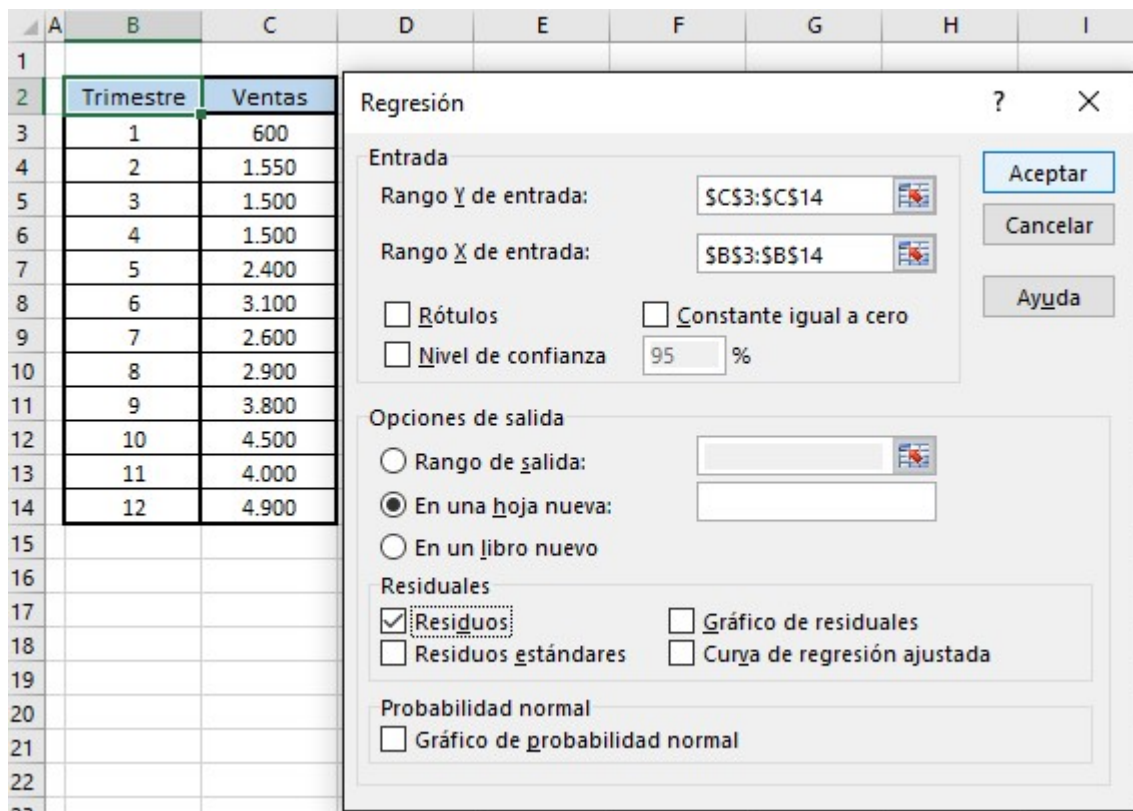 A B C D E F G H I
1
2 Trimestre Ventas
3 1 600
4 2 1.550
5 3 1.500
6 4 1.500
7 5 2.400
8 6 3.100
9 7 2.600
10 8 2.900
11 9 3.800
12 10 4.500
13 11 4.000
14 12 4.900
15
16
17
18
19
20
21
22
Regresión ? ×
Entrada
Rango Y de entrada: $C$3:$C$14
Rango X de entrada: $B$3:$B$14
Rótulos Constante igual a cero
Nivel de confianza 95 %
Aceptar
Cancelar
Ayuda
Opciones de salida
Rango de salida:
En una hoja nueva:
En un libro nuevo
Residuales
Residuos Gráfico de residuales
Residuos estándares Curva de regresión ajustada
Probabilidad normal
Gráfico de probabilidad normal